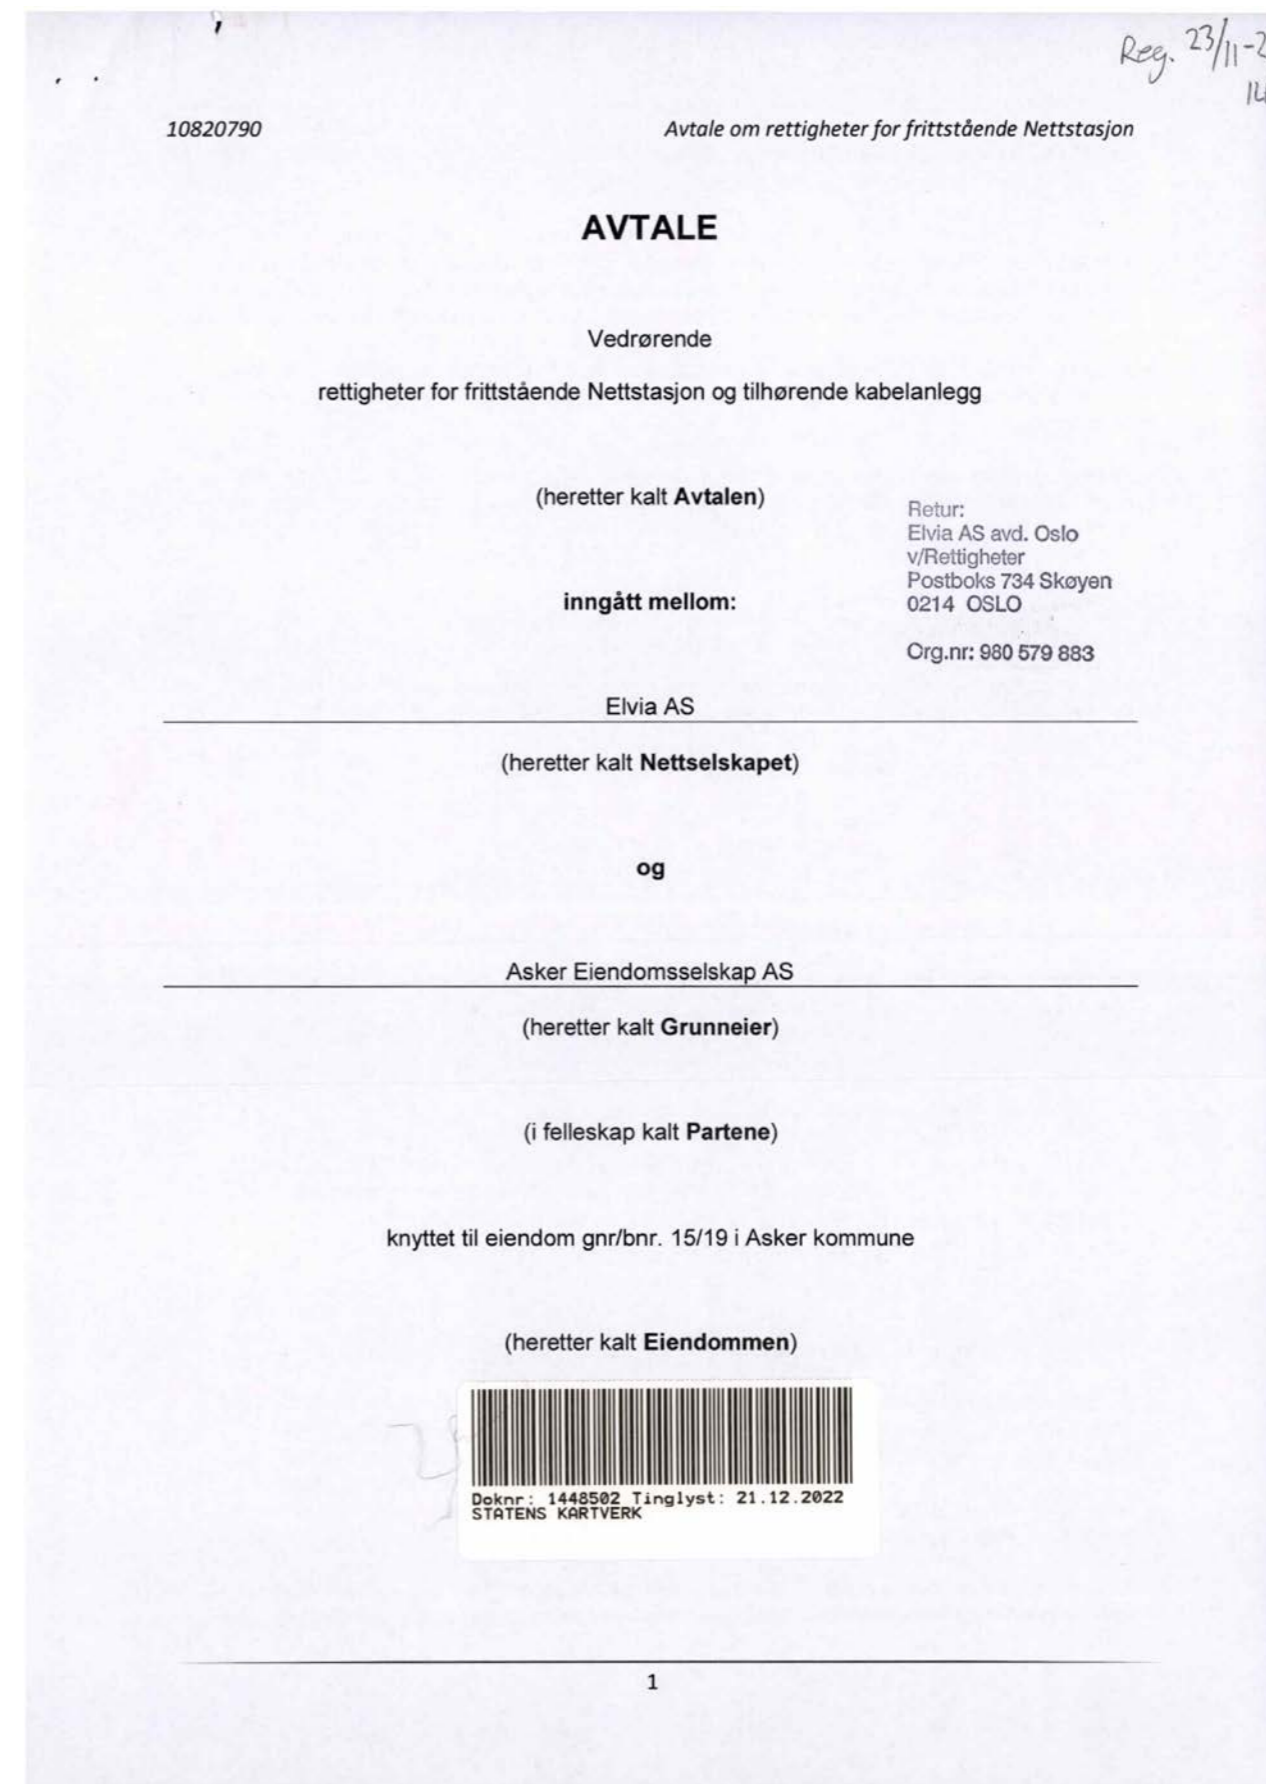 Reg. 23/11-2
14
10820790 Avtale om rettigheter for frittstående Nettstasjon
AVTALE
Vedrørende
rettigheter for frittstående Nettstasjon og tilhørende kabelanlegg
(heretter kalt Avtalen)
Retur:
Elvia AS avd. Oslo
v/Rettigheter
Postboks 734 Skøyen
0214 OSLO
Org.nr: 980 579 883
inngått mellom:
Elvia AS
(heretter kalt Nettselskapet)
og
Asker Eiendomsselskap AS
(heretter kalt Grunneier)
(i felleskap kalt Partene)
knyttet til eiendom gnr/bnr. 15/19 i Asker kommune
(heretter kalt Eiendommen)
Doknr: 1448502 Tinglyst: 21.12.2022
STATENS KARTVERK
1